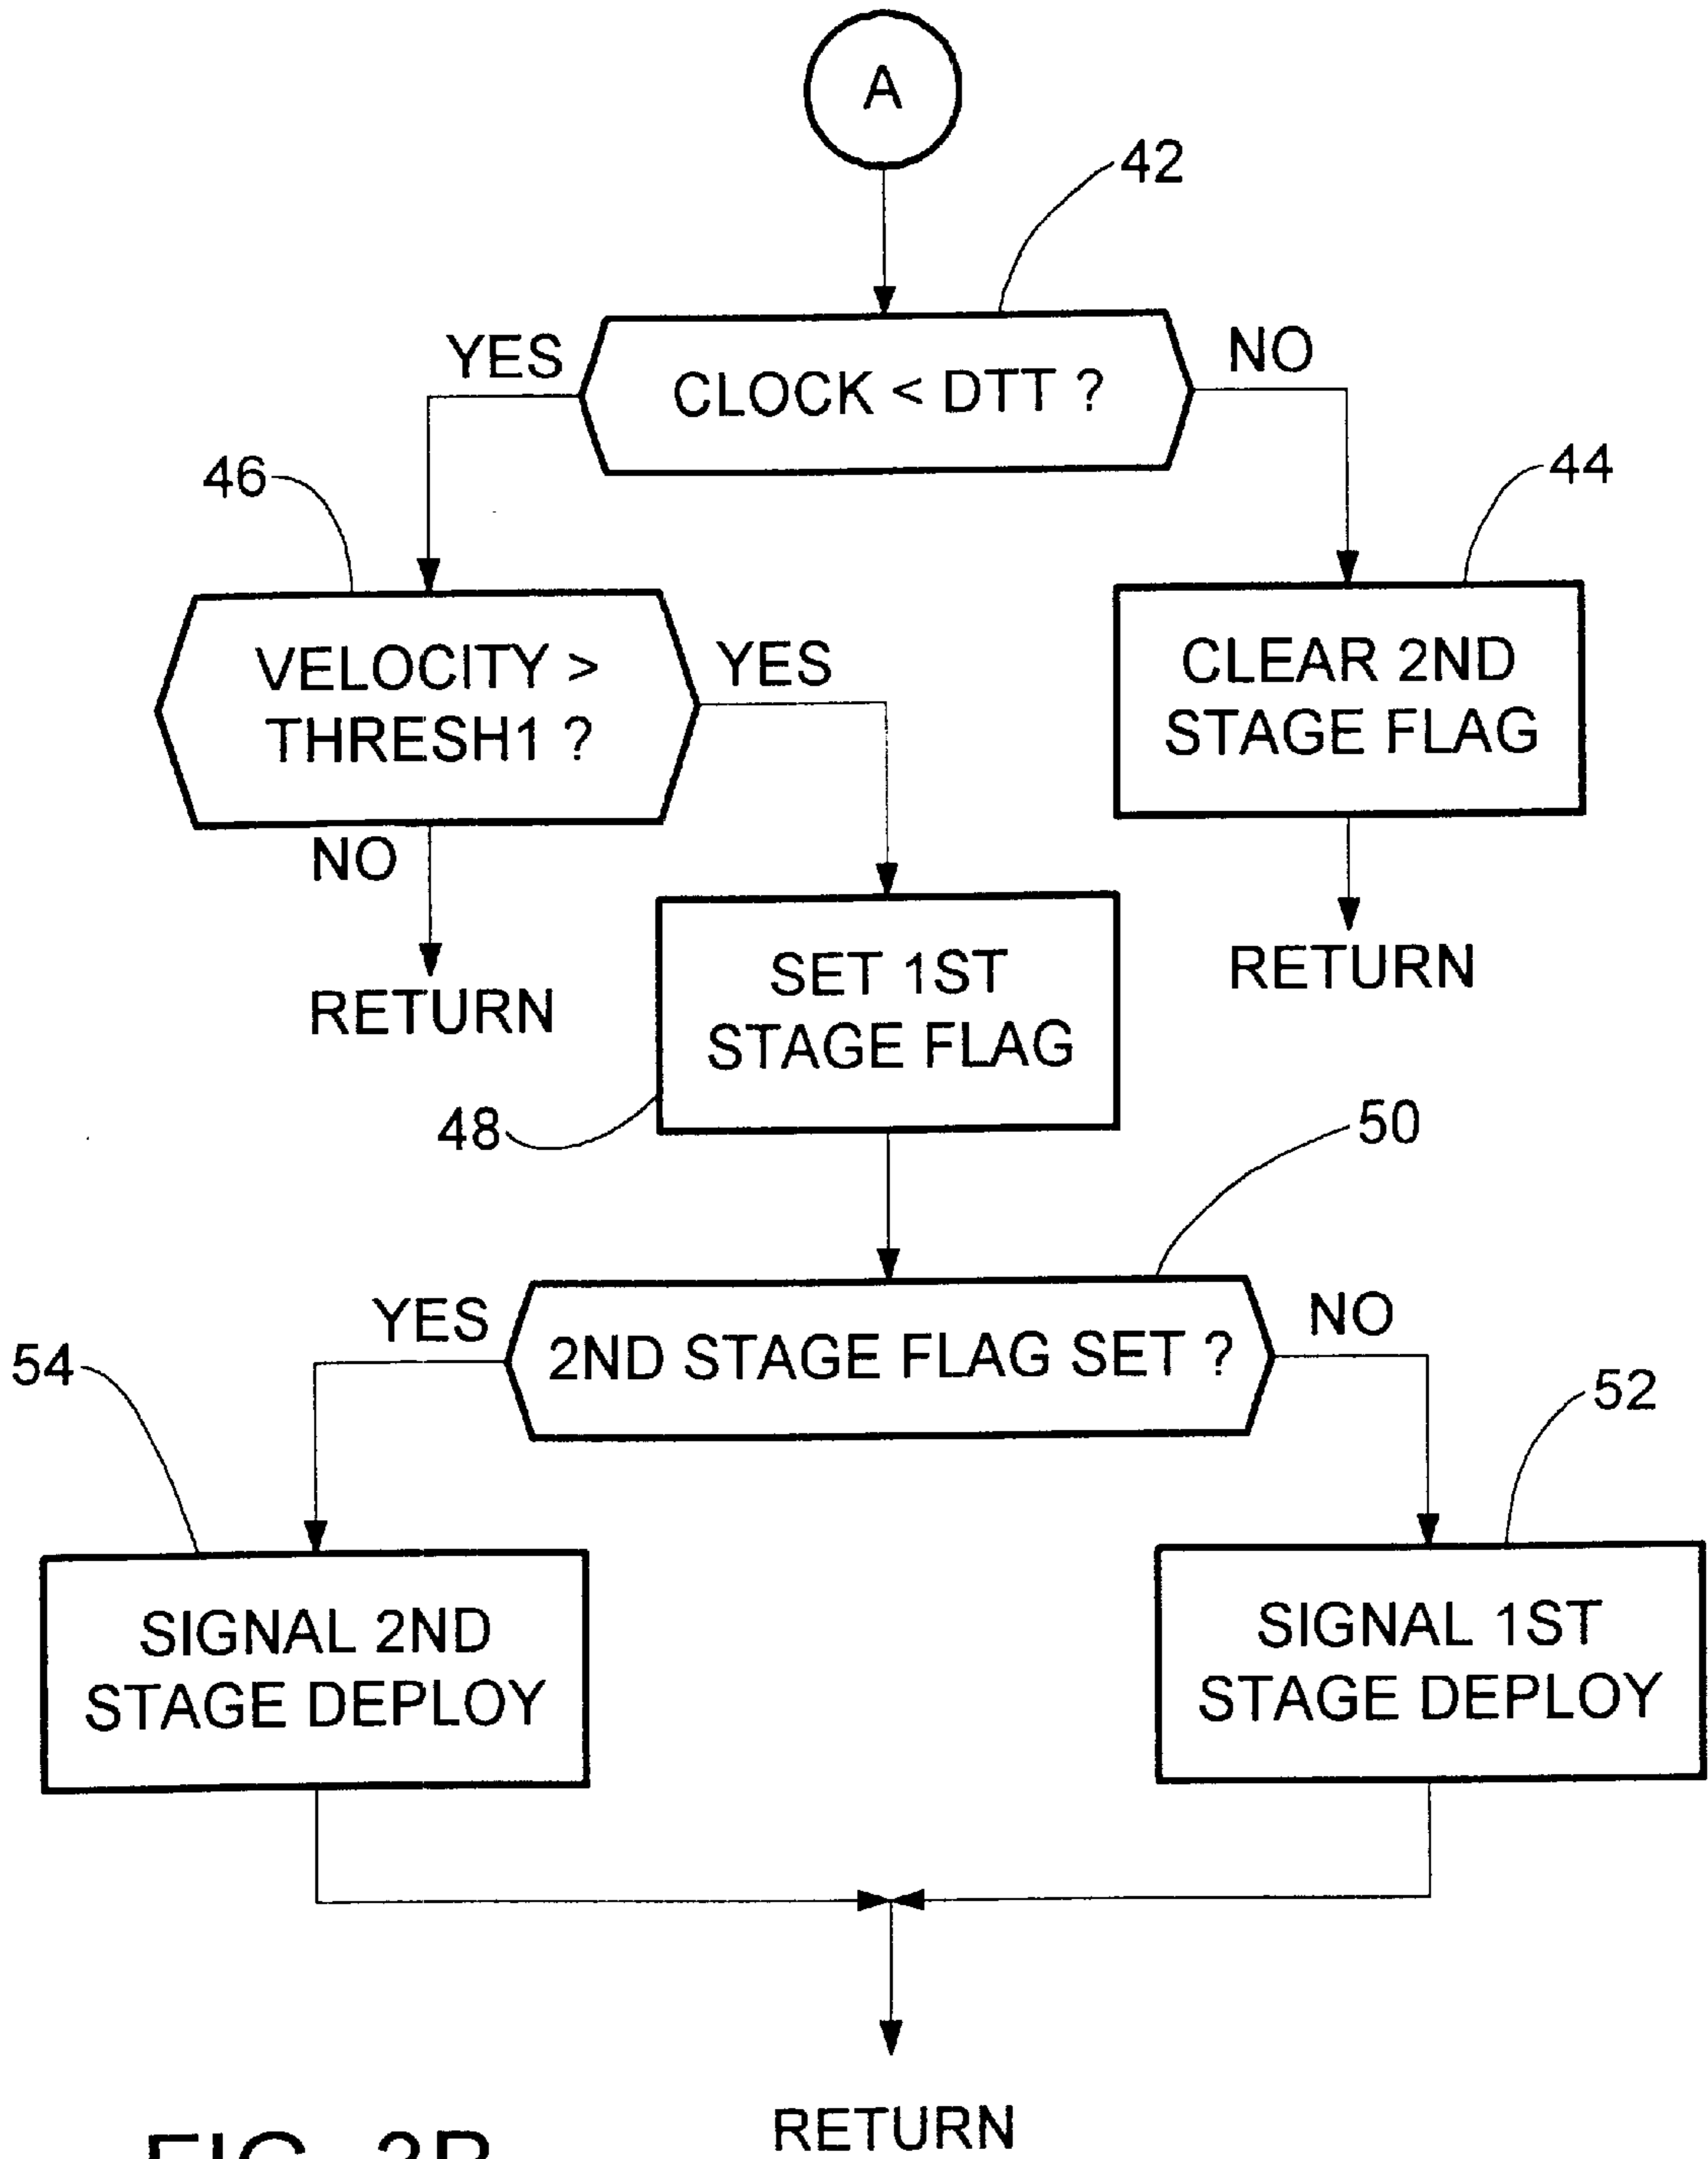 A
42
YES
CLOCK < DTT ?
NO
46
44
VELOCITY >
THRESH1 ?
YES
CLEAR 2ND
STAGE FLAG
NO
RETURN
SET 1ST
STAGE FLAG
RETURN
48
50
YES
2ND STAGE FLAG SET ?
NO
54
52
SIGNAL 2ND
STAGE DEPLOY
SIGNAL 1ST
STAGE DEPLOY
RETURN